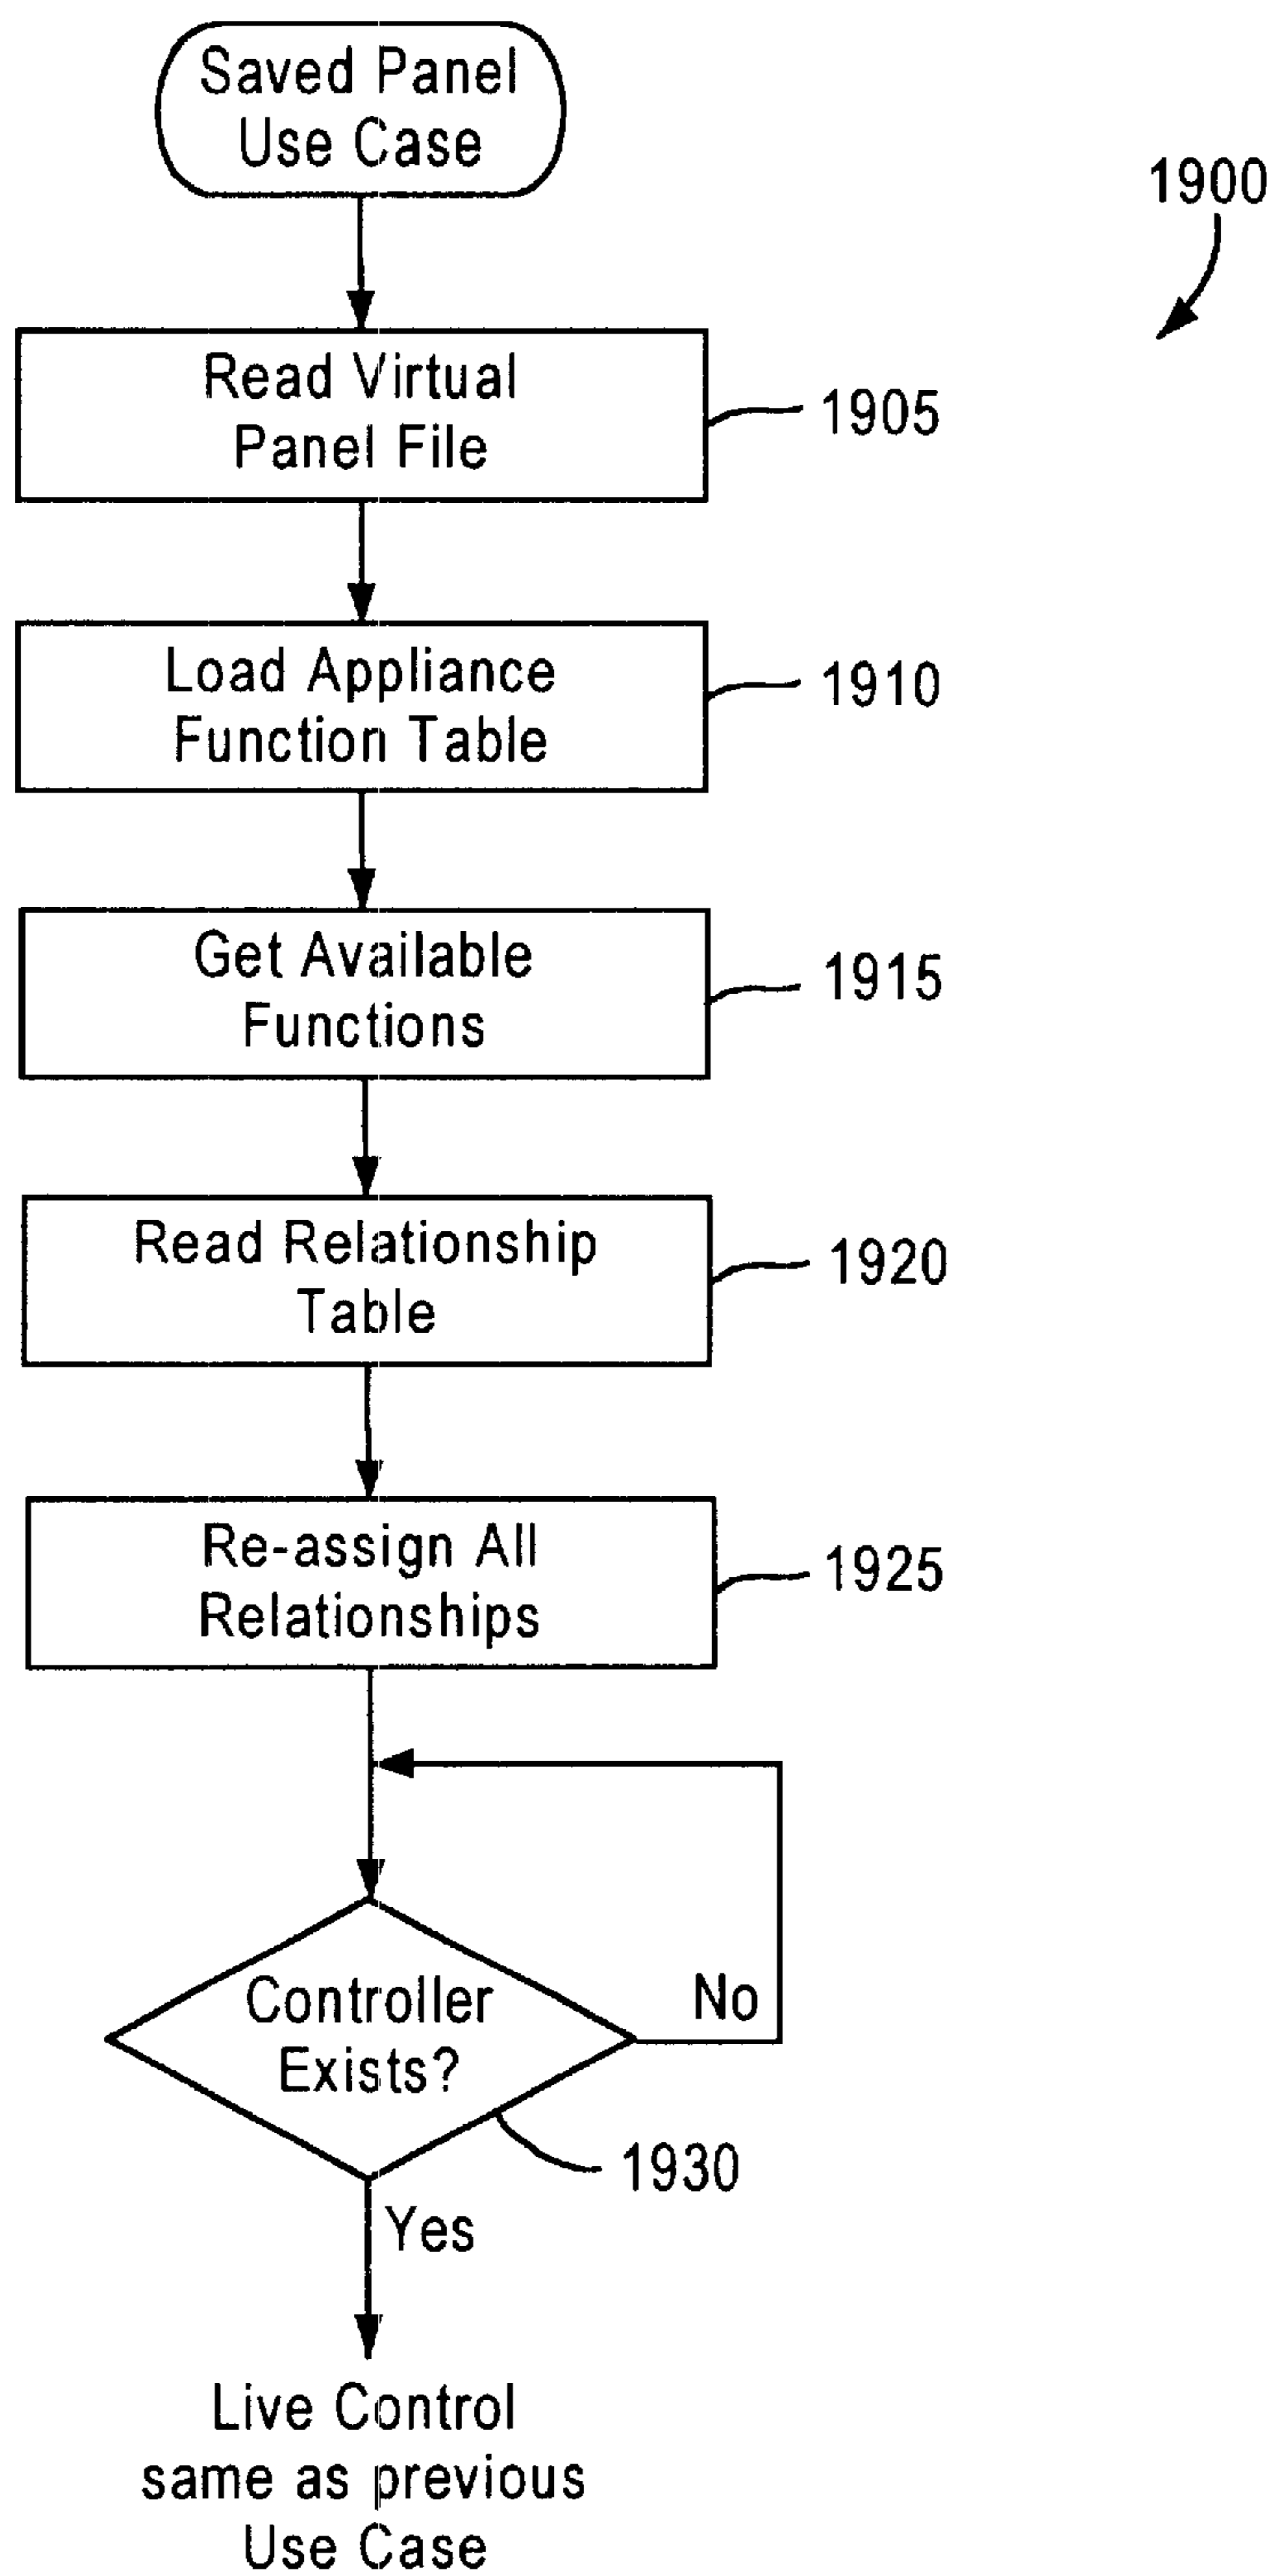 Saved Panel
Use Case
1900
Read Virtual
Panel File
1905
Load Appliance
Function Table
1910
Get Available
Functions
1915
Read Relationship
Table
1920
Re-assign All
Relationships
1925
Controller
Exists?
No
1930
Yes
Live Control
same as previous
Use Case